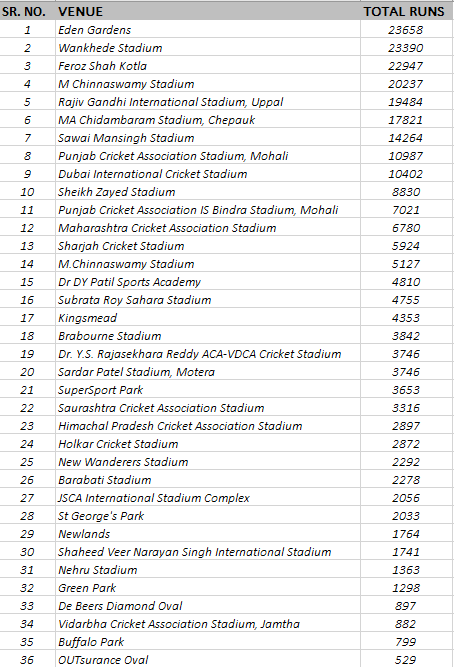 SR. NO. VENUE TOTAL RUNS
1 Eden Gardens 23658
2 Wankhede Stadium 23390
3 Feroz Shah Kotla 22947
4 M Chinnaswamy Stadium 20237
5 Rajiv Gandhi International Stadium, Uppal 19484
6 MA Chidambaram Stadium, Chepauk 17821
7 Sawai Mansingh Stadium 14264
8 Punjab Cricket Association Stadium, Mohali 10987
9 Dubai International Cricket Stadium 10402
10 Sheikh Zayed Stadium 8830
11 Punjab Cricket Association IS Bindra Stadium, Mohali 7021
12 Maharashtra Cricket Association Stadium 6780
13 Sharjah Cricket Stadium 5924
14 M.Chinnaswamy Stadium 5127
15 Dr DY Patil Sports Academy 4810
16 Subrata Roy Sahara Stadium 4755
17 Kingsmead 4353
18 Brabourne Stadium 3842
19 Dr. Y.S. Rajasekhara Reddy ACA-VDCA Cricket Stadium 3746
20 Sardar Patel Stadium, Motera 3746
21 SuperSport Park 3653
22 Saurashtra Cricket Association Stadium 3316
23 Himachal Pradesh Cricket Association Stadium 2897
24 Holkar Cricket Stadium 2872
25 New Wanderers Stadium 2292
26 Barabati Stadium 2278
27 JSCA International Stadium Complex 2056
28 St George's Park 2033
29 Newlands 1764
30 Shaheed Veer Narayan Singh International Stadium 1741
31 Nehru Stadium 1363
32 Green Park 1298
33 De Beers Diamond Oval 897
34 Vidarbha Cricket Association Stadium, Jamtha 882
35 Buffalo Park 799
36 OUTsurance Oval 529